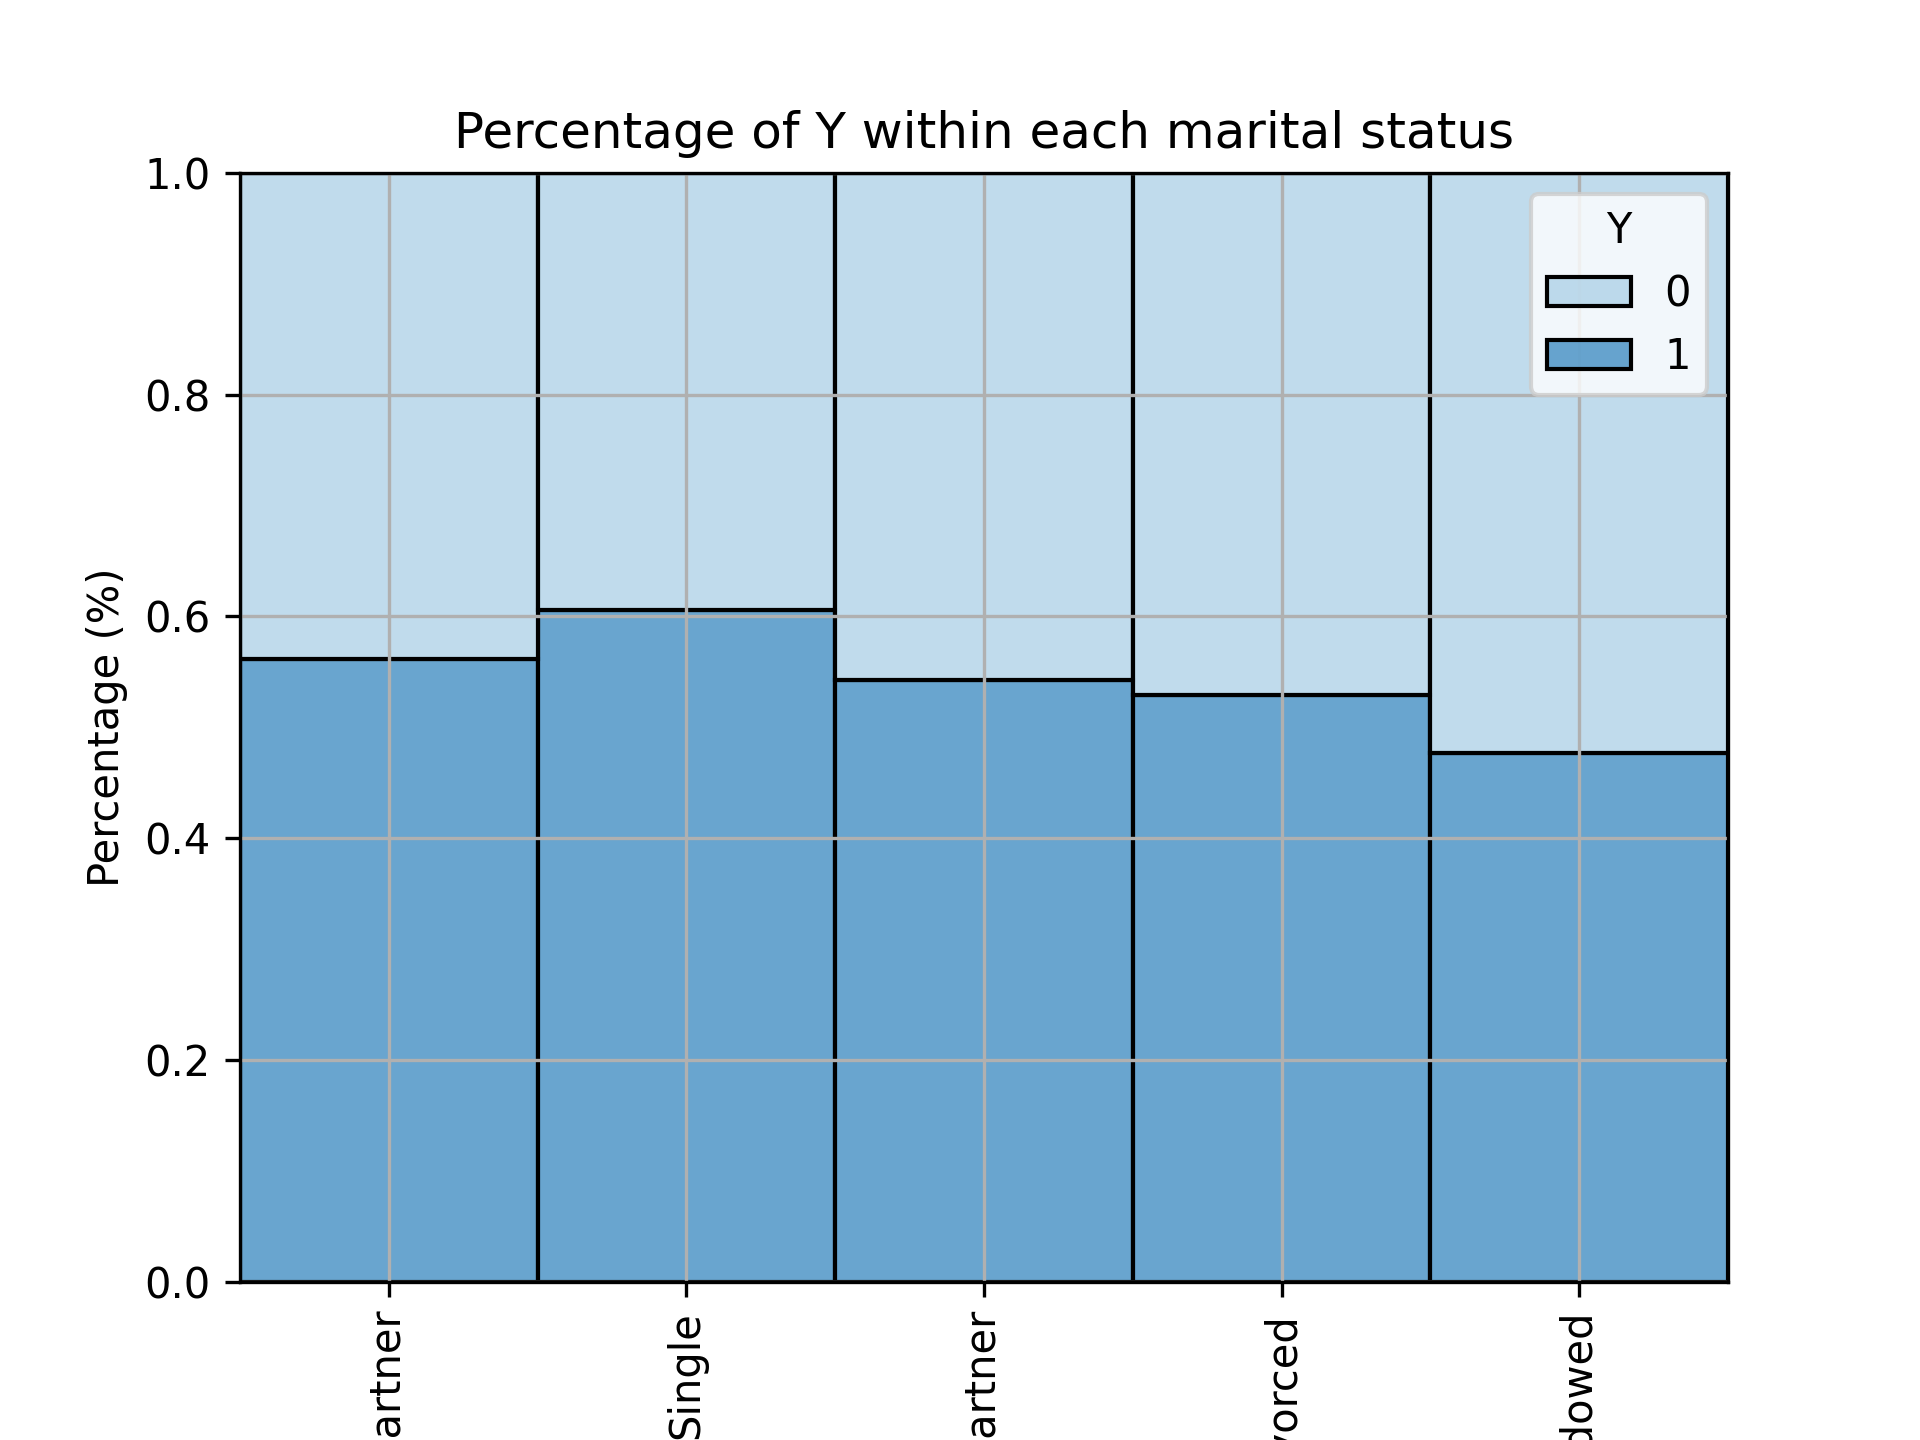 Percentage of Y within each marital status
Percentage (%)
1.0
0.8
0.6
0.4
0.2
0.0
Y
0
1
artner
Single
artner
vorced
dowed